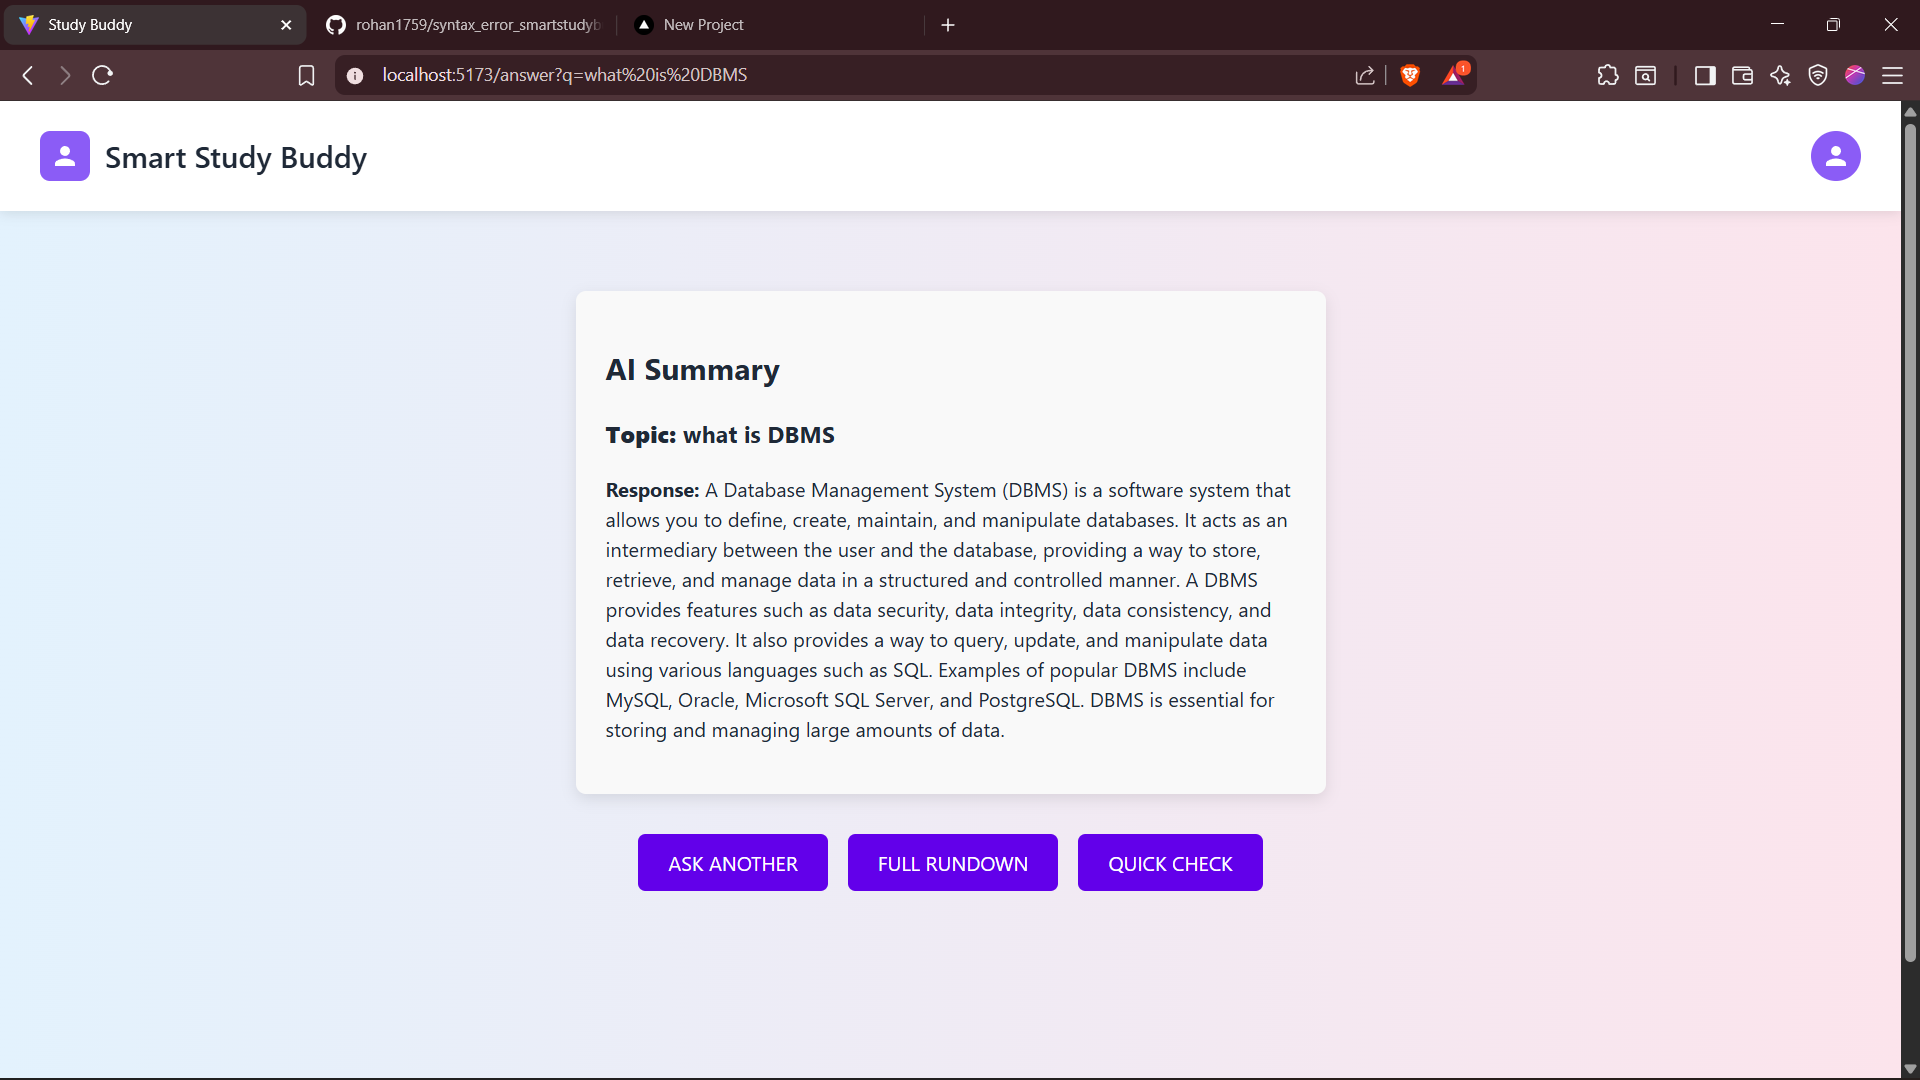 Study Buddy
rohan1759/syntax_error_smartstudyb
New Project
localhost:5173/answer?q=what%20is%20DBMS
1
Smart Study Buddy
AI Summary
Topic: what is DBMS
Response: A Database Management System (DBMS) is a software system that
allows you to define, create, maintain, and manipulate databases. It acts as an
intermediary between the user and the database, providing a way to store,
retrieve, and manage data in a structured and controlled manner. A DBMS
provides features such as data security, data integrity, data consistency, and
data recovery. It also provides a way to query, update, and manipulate data
using various languages such as SQL. Examples of popular DBMS include
MySQL, Oracle, Microsoft SQL Server, and PostgreSQL. DBMS is essential for
storing and managing large amounts of data.
ASK ANOTHER
FULL RUNDOWN
QUICK CHECK